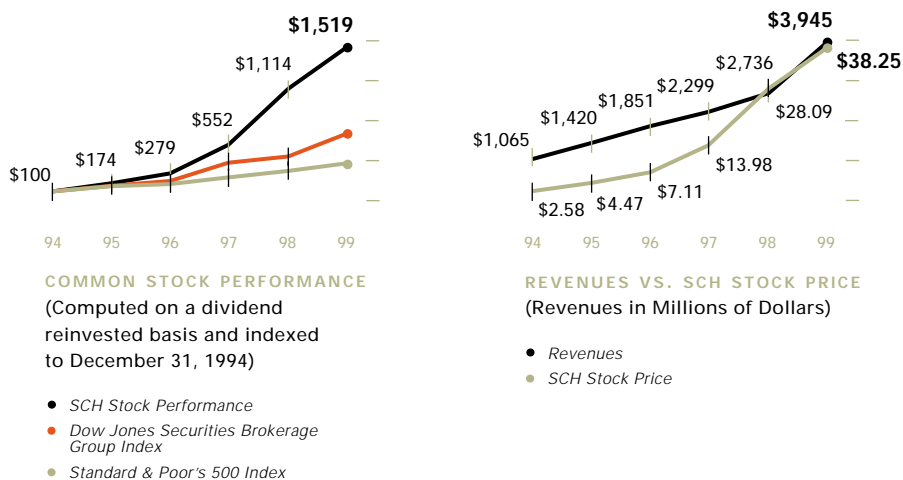 $1,519
$1,114
$552
$279
$174
$100
94 95 96 97 98 99
COMMON STOCK PERFORMANCE
(Computed on a dividend
reinvested basis and indexed
to December 31, 1994)
SCH Stock Performance
Dow Jones Securities Brokerage
Group Index
Standard & Poor's 500 Index
$3,945
$38.25
$2,736
$2,299
$1,851
$1,420
$1,065
$28.09
$13.98
$7.11
$4.47
$2.58
94 95 96 97 98 99
REVENUES VS. SCH STOCK PRICE
(Revenues in Millions of Dollars)
Revenues
SCH Stock Price